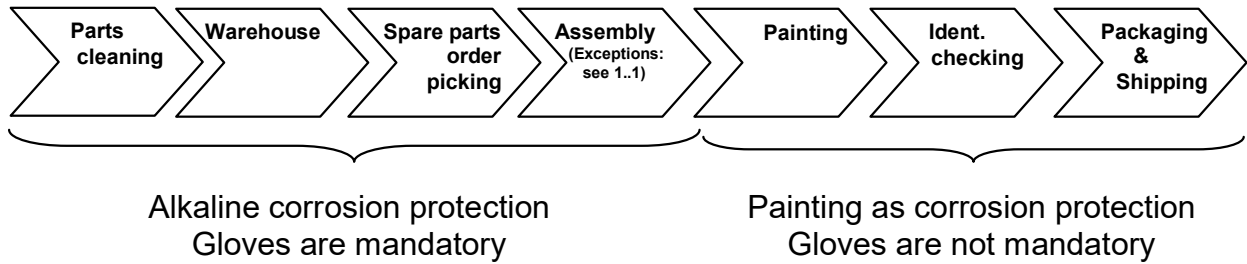 Parts
cleaning
Warehouse
Spare parts
order
picking
Assembly
(Exceptions:
see 1..1)
Painting
Ident.
checking
Packaging
&
Shipping
Alkaline corrosion protection
Gloves are mandatory
Painting as corrosion protection
Gloves are not mandatory